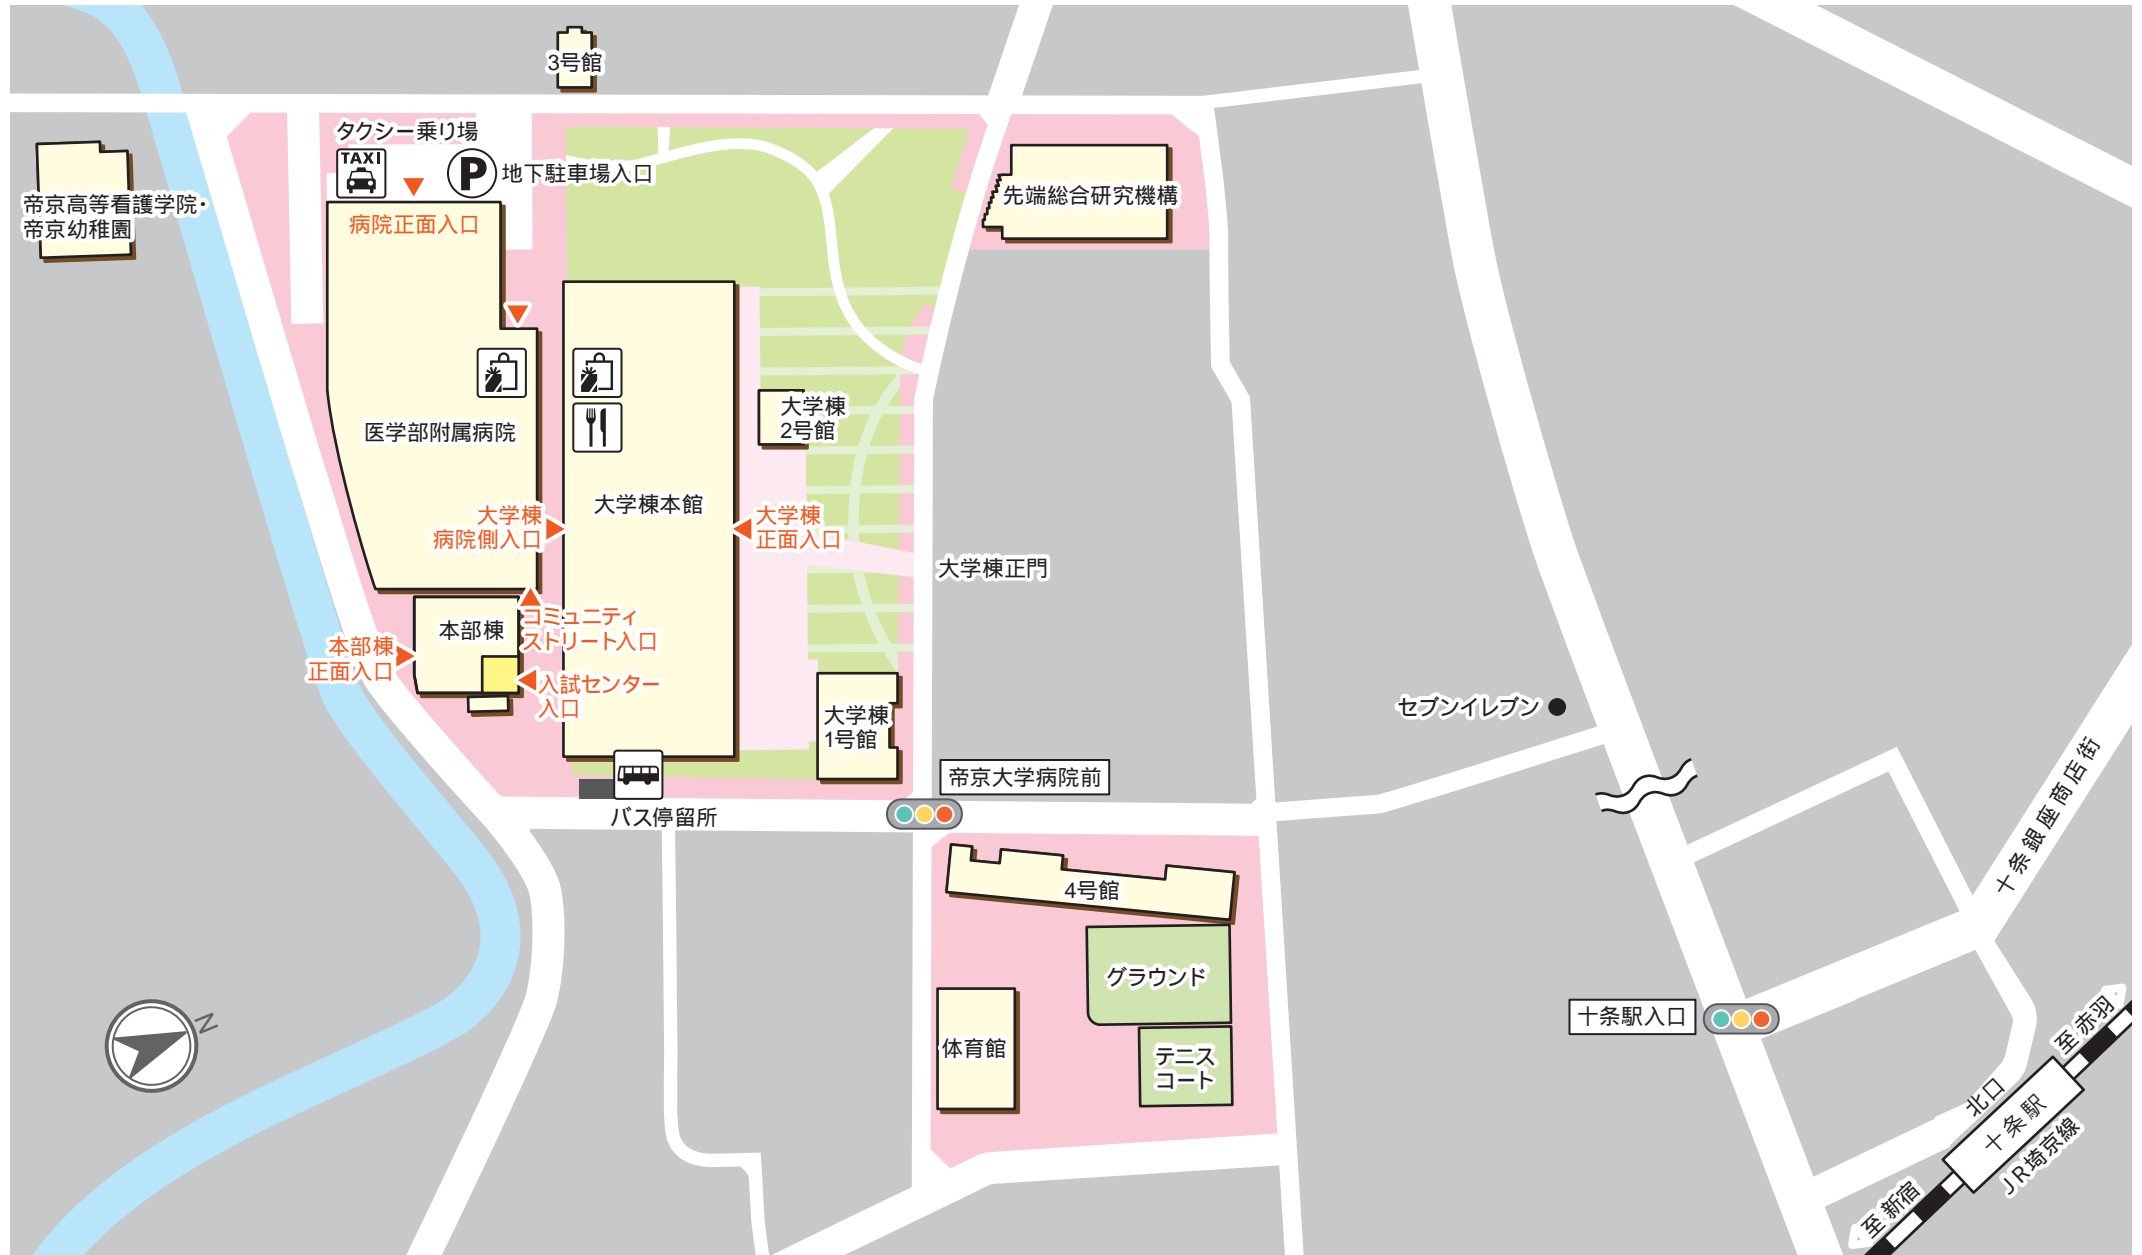 3号館
タクシー乗り場
TAXI
P
地下駐車場入口
病院正面入口
帝京高等看護学院・
帝京幼稚園
先端総合研究機構
医学部附属病院
大学棟
2号館
大学棟本館
大学棟
病院側入口
大学棟
正面入口
大学棟正門
コミュニティ
ストリート入口
本部棟
本部棟
正面入口
入試センター
入口
大学棟
1号館
セブンイレブン
帝京大学病院前
バス停留所
十条銀座商店街
4号館
グラウンド
体育館
テニス
コート
十条駅入口
N
至赤羽
北口
十条駅
JR埼京線
至新宿